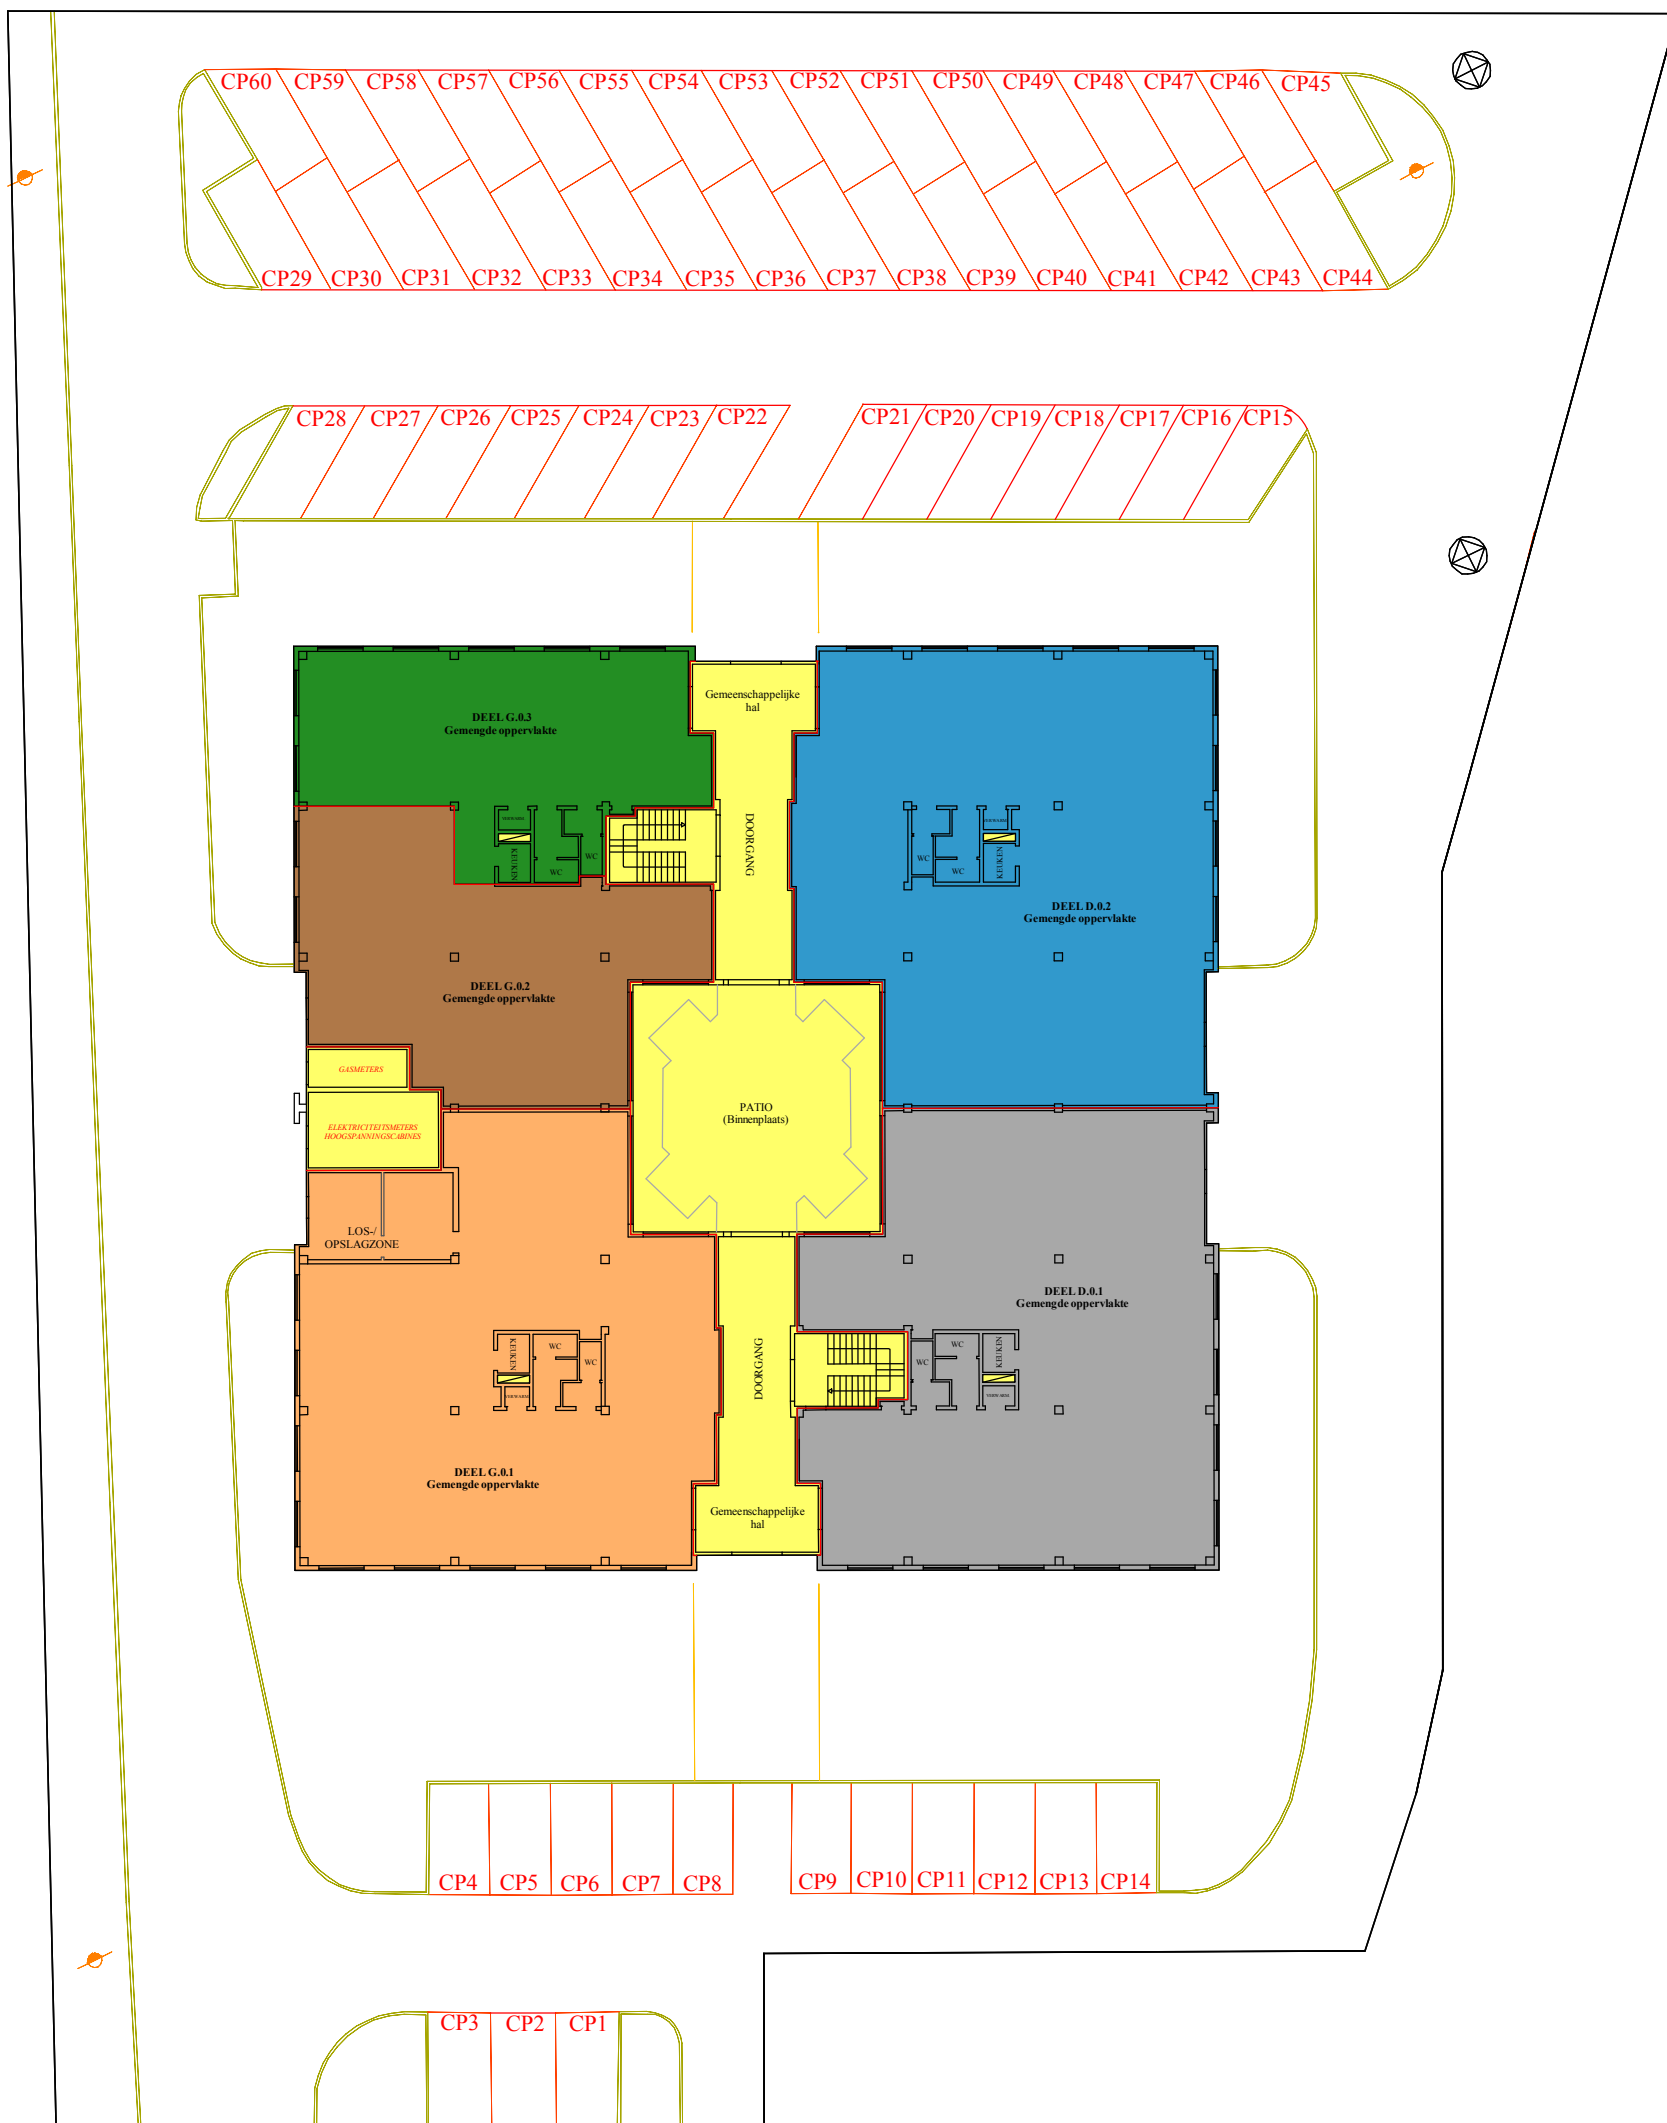 CP60 CP59 CP58 CP57 CP56 CP55 CP54 CP53 CP52 CP51 CP50 CP49 CP48 CP47 CP46 CP45
CP29 CP30 CP31 CP32 CP33 CP34 CP35 CP36 CP37 CP38 CP39 CP40 CP41 CP42 CP43 CP44
CP28 CP27 CP26 CP25 CP24 CP23 CP22 CP21 CP20 CP19 CP18 CP17 CP16 CP15
Gemeenschappelijke
hal
DEEL G.0.3
Gemengde oppervlakte
VERWARM
KEUKEN
WC
WC
DOORGANG
WC
WC
VERWARM
KEUKEN
DEEL D.0.2
Gemengde oppervlakte
DEEL G.0.2
Gemengde oppervlakte
GASMETERS
ELEKTRICITEITSMETERS
HOOGSPANNINGSCABINES
PATIO
(Binnenplaats)
LOS-/
OPSLAGZONE
DEEL D.0.1
Gemengde oppervlakte
KEUKEN
WC
WC
VERWARM
DOORGANG
WC
WC
KEUKEN
VERWARM
DEEL G.0.1
Gemengde oppervlakte
Gemeenschappelijke
hal
CP4 CP5 CP6 CP7 CP8 CP9 CP10 CP11 CP12 CP13 CP14
CP3 CP2 CP1